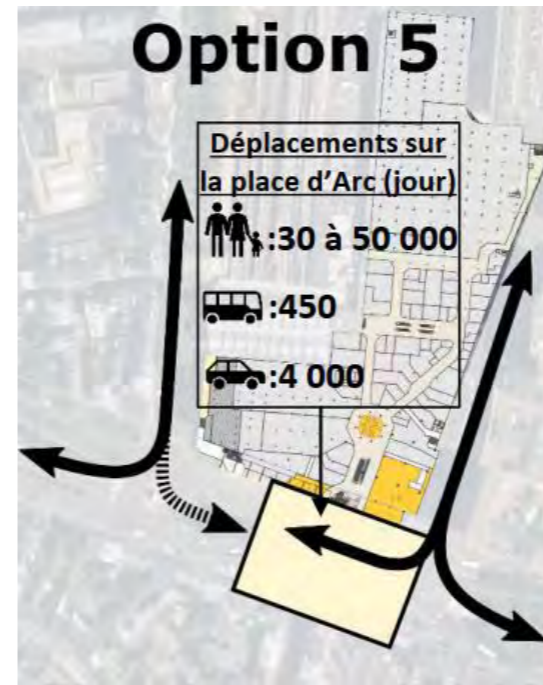 Option 5
Déplacements sur
la place d'Arc (jour)
:30 à 50 000
:450
:4 000